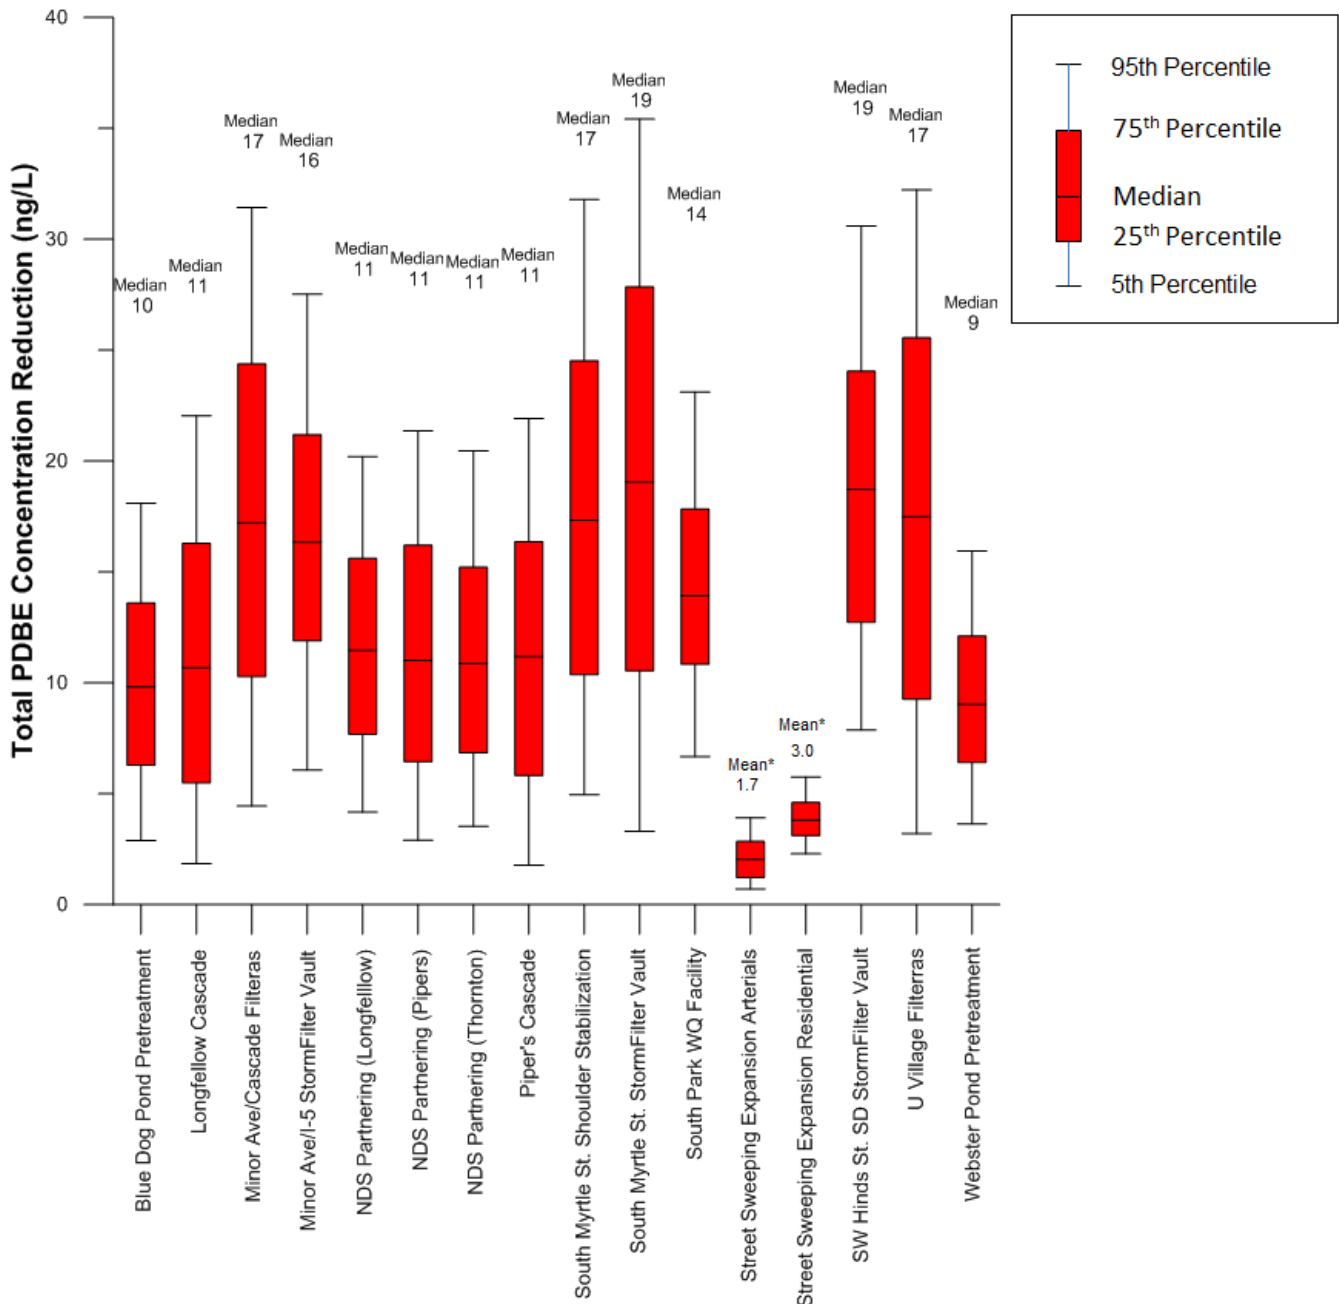 Total PDBE Concentration Reduction (ng/L)
40
30
20
10
0
Median
10
Median
11
Median
17
Median
16
Median
11
Median
11
Median
11
Median
11
Median
17
Median
19
Median
14
Mean*
1.7
Mean*
3.0
Median
19
Median
17
Median
9
95th Percentile
75th Percentile
Median
25th Percentile
5th Percentile
Blue Dog Pond Pretreatment
Longfellow Cascade
Minor Ave/Cascade Filteras
Minor Ave/I-5 StormFilter Vault
NDS Partnering (Longfelllow)
NDS Partnering (Pipers)
NDS Partnering (Thornton)
Piper's Cascade
South Myrtle St. Shoulder Stabilization
South Myrtle St. StormFilter Vault
South Park WQ Facility
Street Sweeping Expansion Arterials
Street Sweeping Expansion Residential
SW Hinds St. SD StormFilter Vault
U Village Filterras
Webster Pond Pretreatment